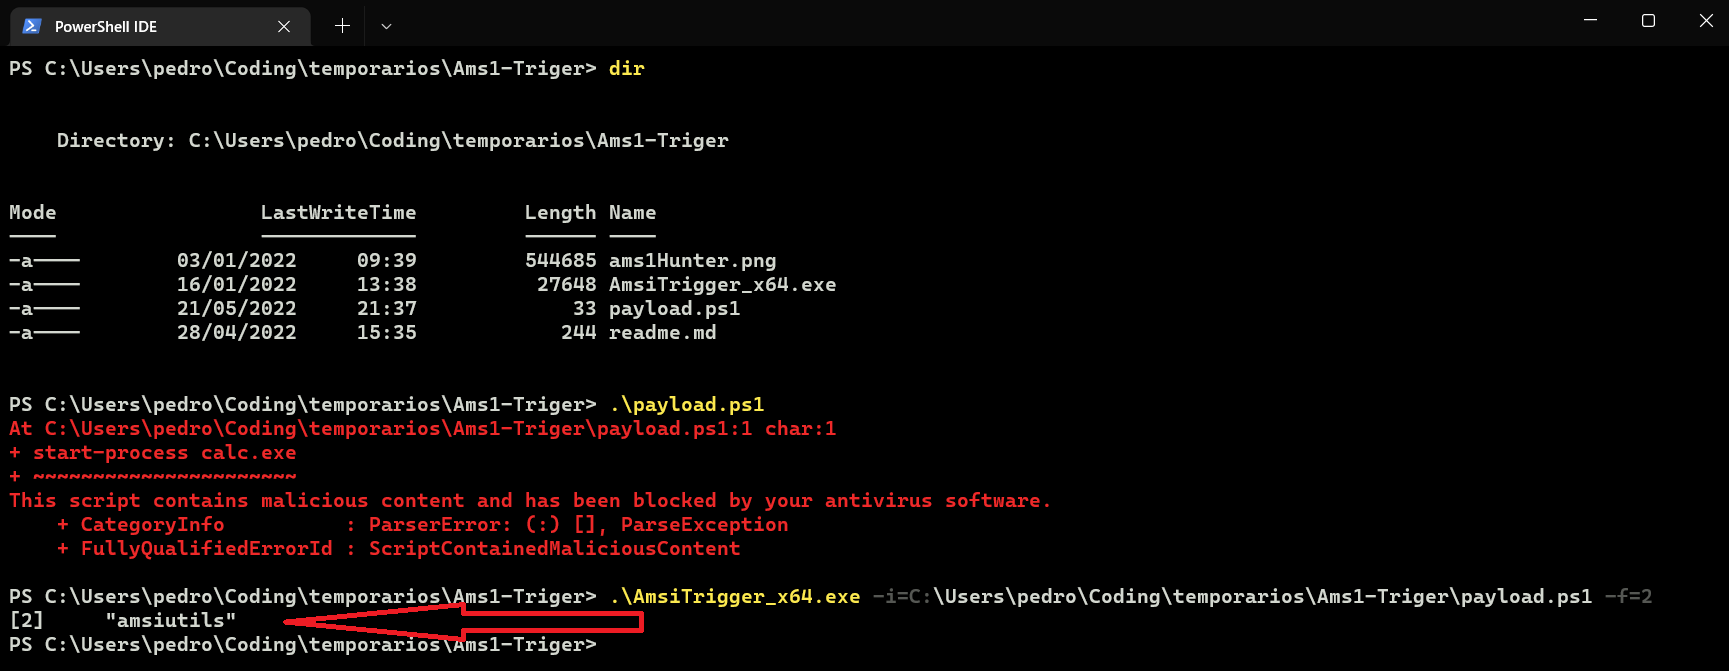 PowerShell IDE
PS C:\Users\pedro\Coding\temporarios\Ams1-Triger> dir
Directory: C:\Users\pedro\Coding\temporarios\Ams1-Triger
Mode LastWriteTime Length Name
---- ------------- ------ ----
-a---- 03/01/2022 09:39 544685 ams1Hunter.png
-a---- 16/01/2022 13:38 27648 AmsiTrigger_x64.exe
-a---- 21/05/2022 21:37 33 payload.ps1
-a---- 28/04/2022 15:35 244 readme.md
PS C:\Users\pedro\Coding\temporarios\Ams1-Triger> .\payload.ps1
At C:\Users\pedro\Coding\temporarios\Ams1-Triger\payload.ps1:1 char:1
+ start-process calc.exe
+ ~~~~~~~~~~~~~~~~~~~~~~
This script contains malicious content and has been blocked by your antivirus software.
+ CategoryInfo : ParserError: (:) [], ParseException
+ FullyQualifiedErrorId : ScriptContainedMaliciousContent
PS C:\Users\pedro\Coding\temporarios\Ams1-Triger> .\AmsiTrigger_x64.exe -i=C:\Users\pedro\Coding\temporarios\Ams1-Triger\payload.ps1 -f=2
[2] "amsiutils"
PS C:\Users\pedro\Coding\temporarios\Ams1-Triger>